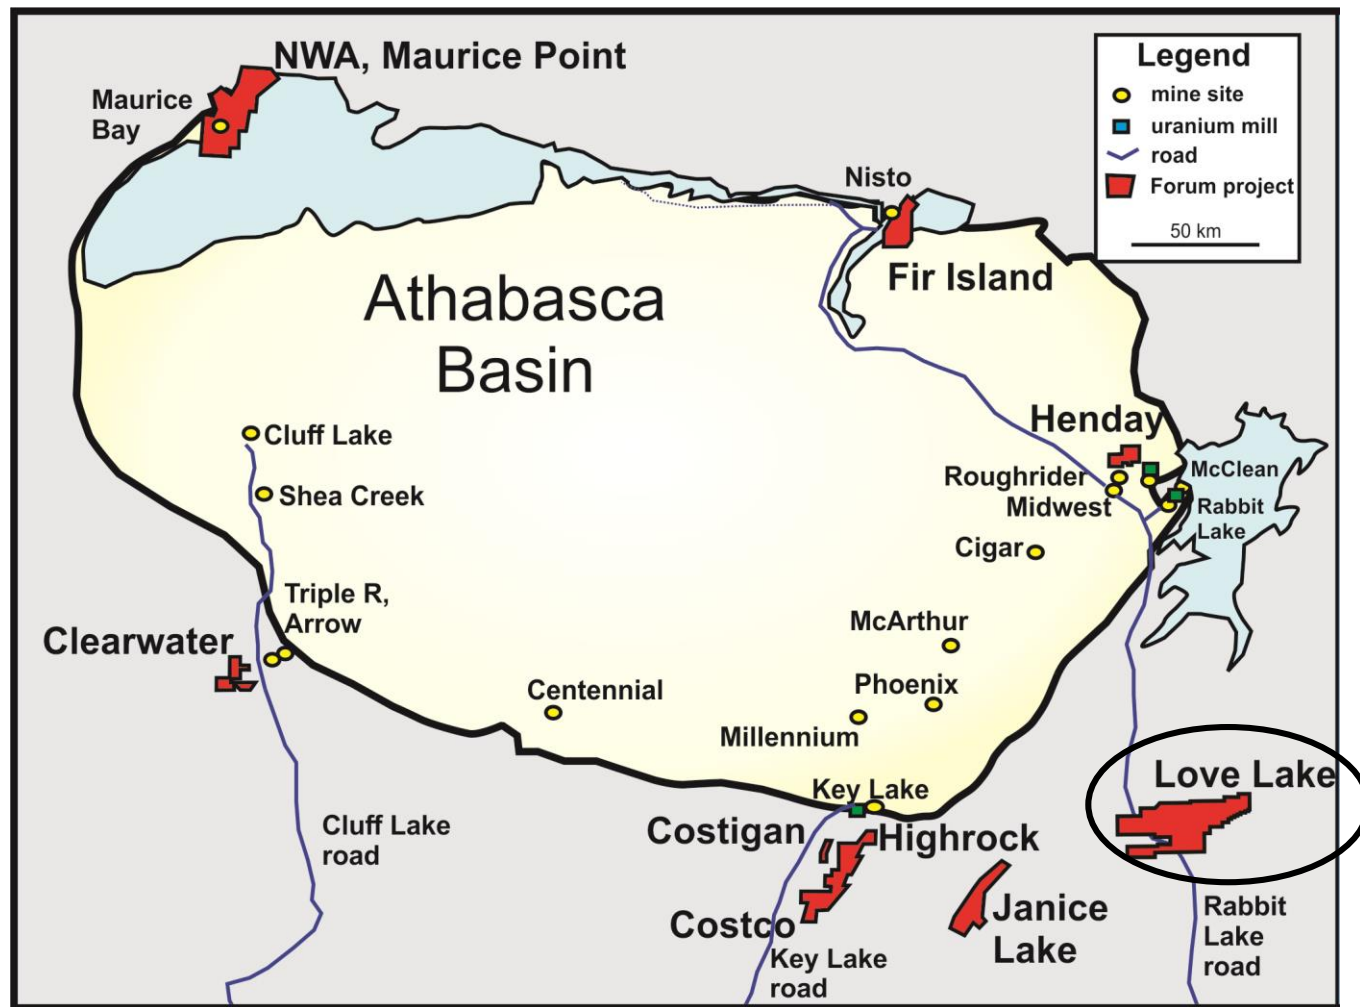 NWA, Maurice Point
Maurice
Bay
Legend
mine site
uranium mill
road
Forum project
50 km
Nisto
Fir Island
Athabasca
Basin
Henday
Cluff Lake
Shea Creek
Roughrider
Midwest
McClean
Rabbit
Lake
Cigar
Triple R,
Arrow
Clearwater
McArthur
Phoenix
Centennial
Millennium
Love Lake
Key Lake
Costigan
Highrock
Cluff Lake
road
Costco
Janice
Lake
Key Lake
road
Rabbit
Lake
road